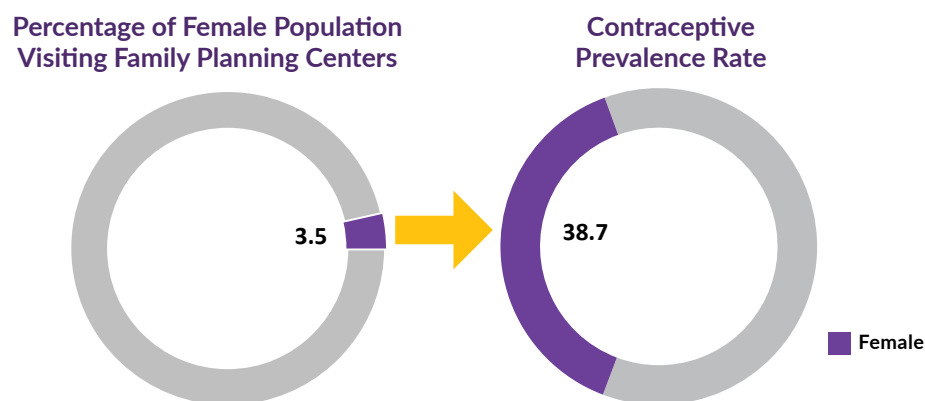 Percentage of Female Population
Visiting Family Planning Centers
Contraceptive
Prevalence Rate
3.5
38.7
Female